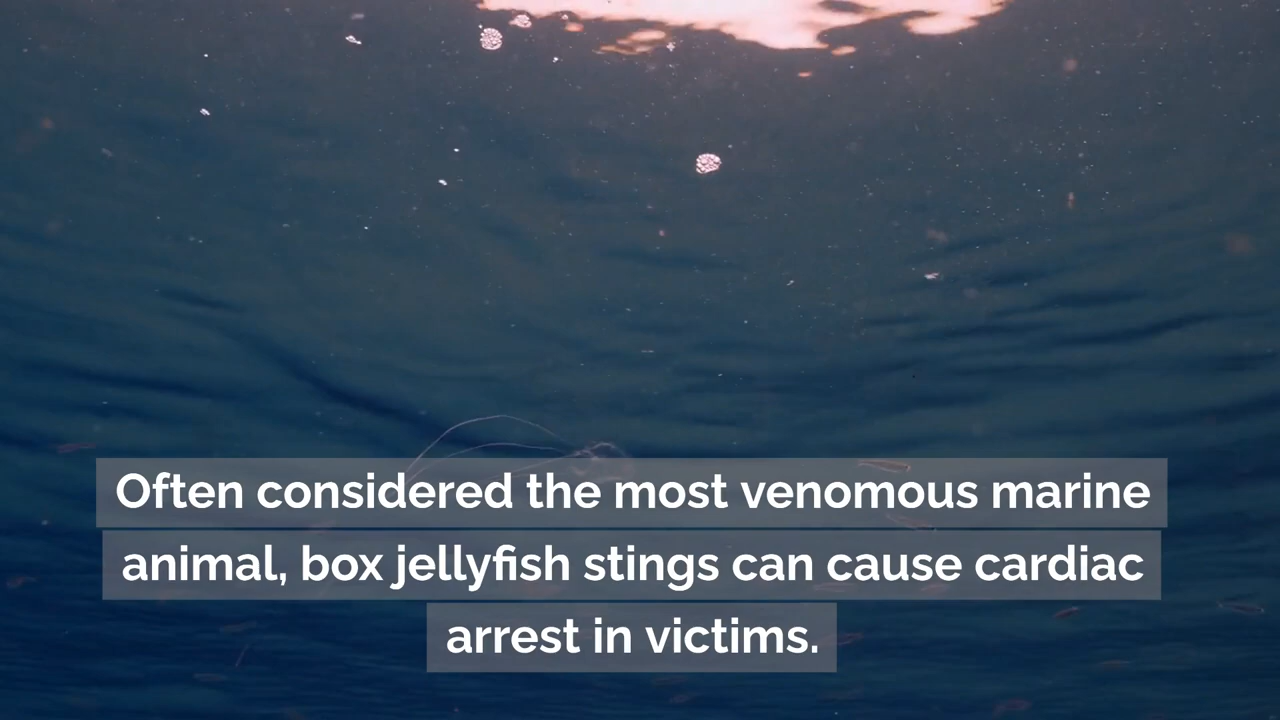 Often considered the most venomous marine
animal, box jellyfish stings can cause cardiac
arrest in victims.